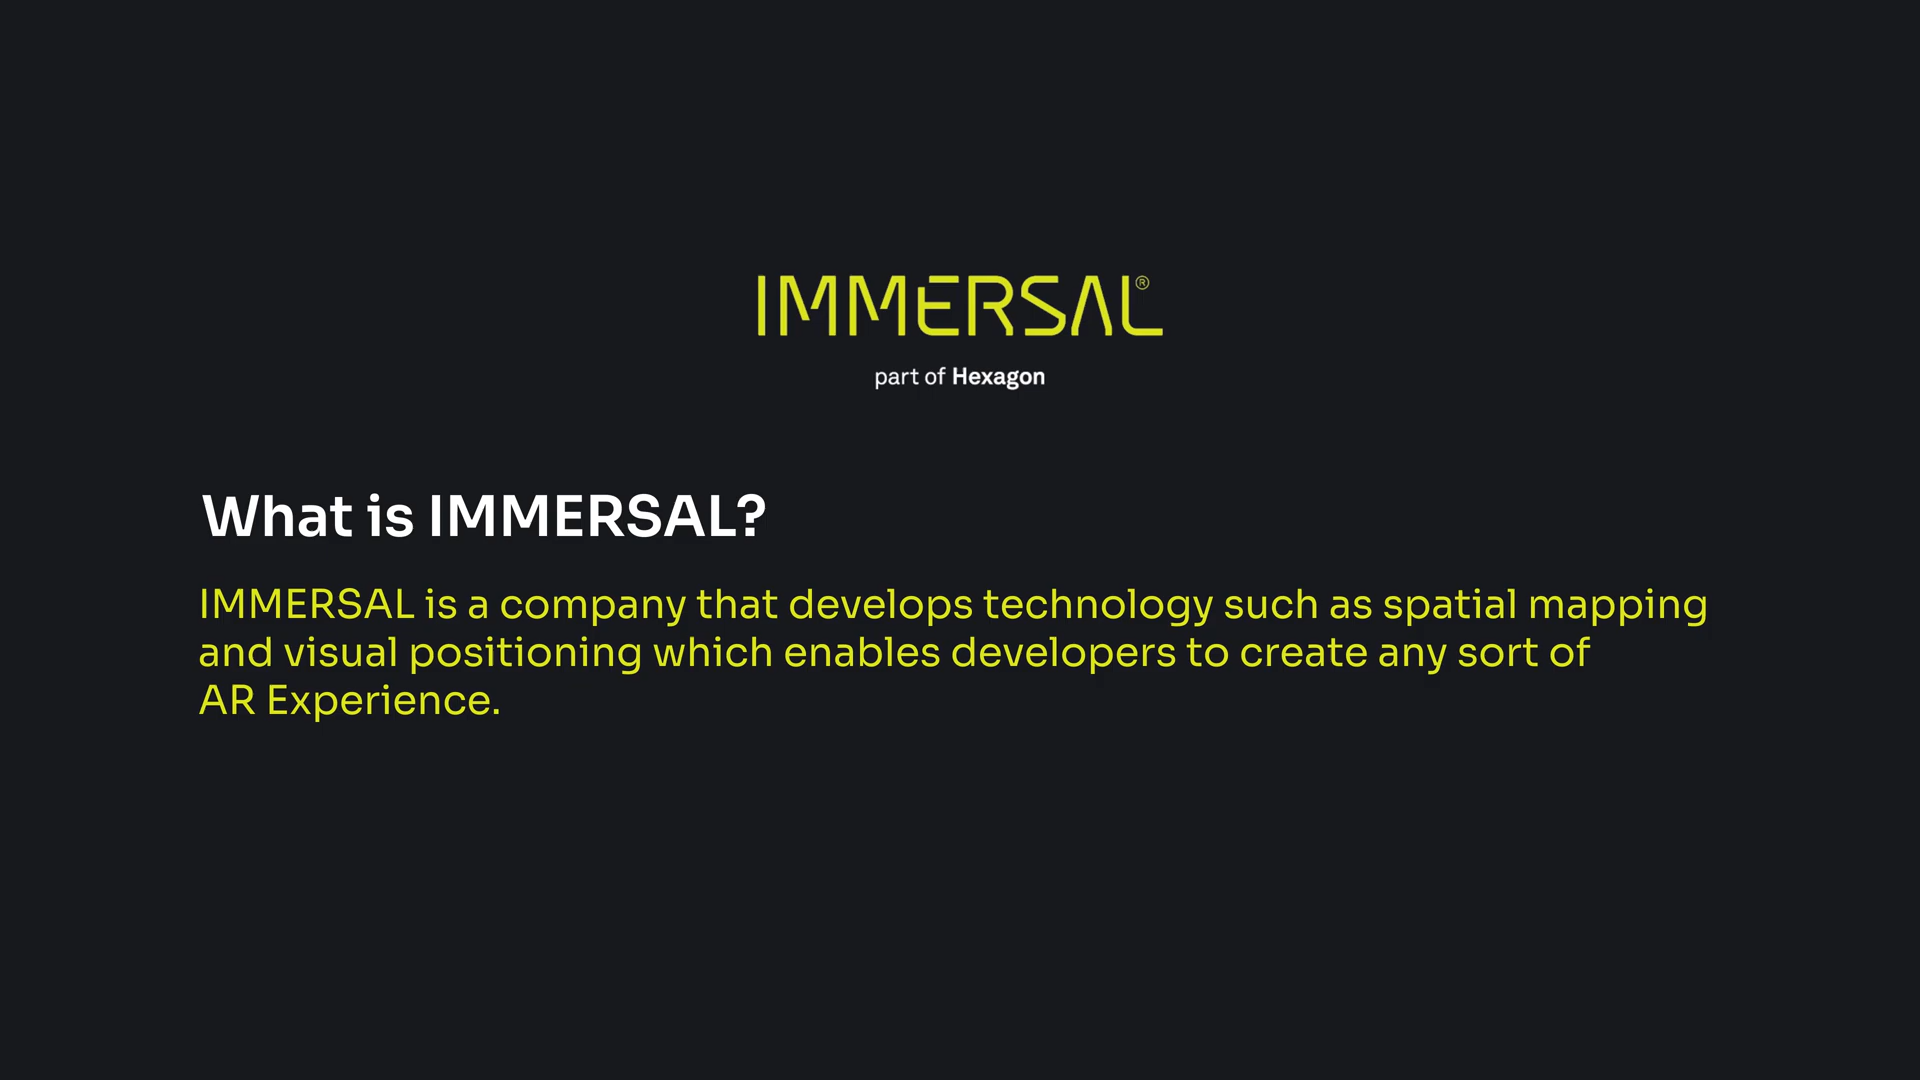 IMMERSAL®
part of Hexagon
What is IMMERSAL?
IMMERSAL is a company that develops technology such as spatial mapping
and visual positioning which enables developers to create any sort of
AR Experience.